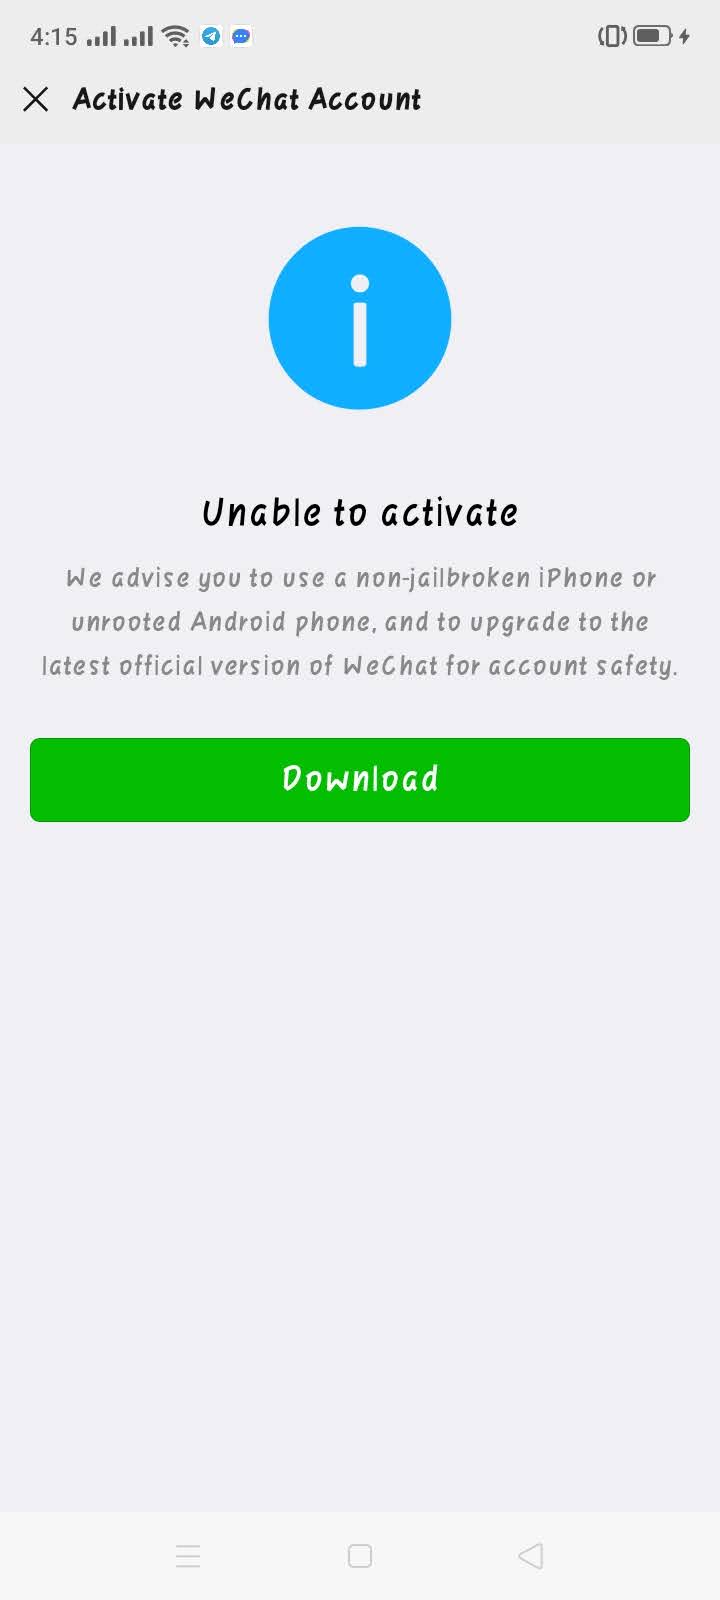 4:15
Activate WeChat Account
Unable to activate
We advise you to use a non-jailbroken iPhone or
unrooted Android phone, and to upgrade to the
latest official version of WeChat for account safety.
Download